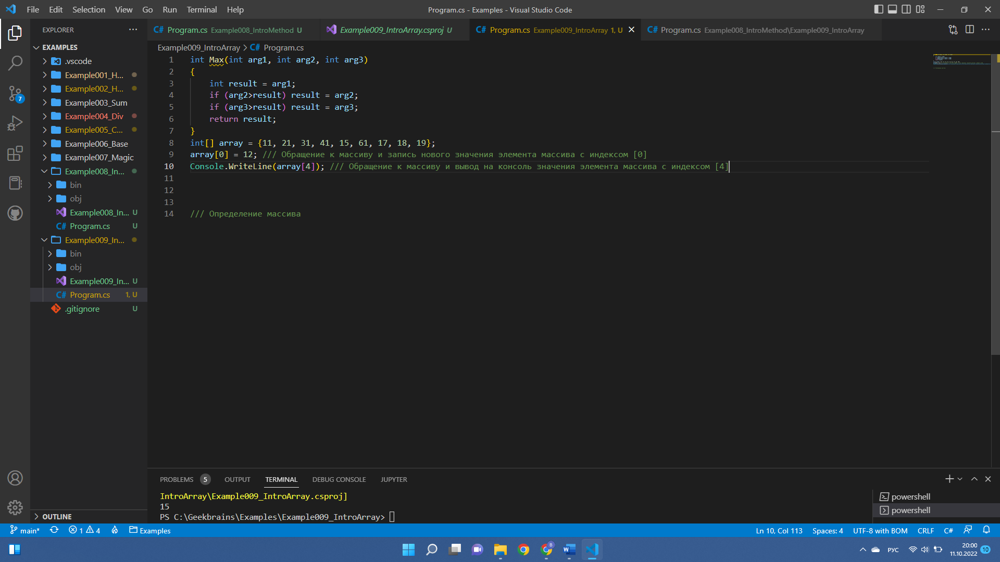 File Edit Selection View Go Run Terminal Help
Program.cs - Examples - Visual Studio Code
EXPLORER
Program.cs Example008_IntroMethod U
Example009_IntroArray.csproj U
Program.cs Example009_IntroArray 1, U
Program.cs Example008_IntroMethod\Example009_IntroArray
EXAMPLES
.vscode
Example001_H...
Example002_H...
Example003_Sum
Example004_Div
Example005_C...
Example006_Base
Example007_Magic
Example008_In...
bin
obj
Example008_In... U
Program.cs U
Example009_In...
bin
obj
Example009_In... U
Program.cs 1, U
.gitignore U
OUTLINE
7
Example009_IntroArray > Program.cs
1 int Max(int arg1, int arg2, int arg3)
2 {
3 int result = arg1;
4 if (arg2>result) result = arg2;
5 if (arg3>result) result = arg3;
6 return result;
7 }
8 int[] array = {11, 21, 31, 41, 15, 61, 17, 18, 19};
9 array[0] = 12; /// Обращение к массиву и запись нового значения элемента массива с индексом [0]
10 Console.WriteLine(array[4]); /// Обращение к массиву и вывод на консоль значения элемента массива с индексом [4]
11
12
13
14 /// Определение массива
PROBLEMS 5 OUTPUT TERMINAL DEBUG CONSOLE JUPYTER
IntroArray\Example009_IntroArray.csproj]
15
PS C:\Geekbrains\Examples\Example009_IntroArray>
powershell
powershell
main* 1 4 Examples
Ln 10, Col 113 Spaces: 4 UTF-8 with BOM CRLF C#
РУС
20:00
11.10.2022
10